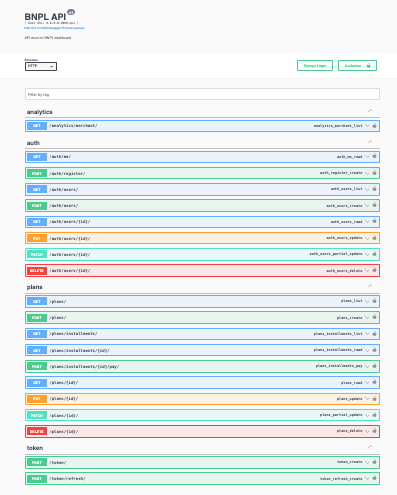 BNPL API v1
API docs for BNPL dashboard
Schemes
HTTP
Django Login
Authorize
Filter by tag
analytics
GET /analytics/merchant/ analytics_merchant_list
auth
GET /auth/me/ auth_me_read
POST /auth/register/ auth_register_create
GET /auth/users/ auth_users_list
POST /auth/users/ auth_users_create
GET /auth/users/{id}/ auth_users_read
PUT /auth/users/{id}/ auth_users_update
PATCH /auth/users/{id}/ auth_users_partial_update
DELETE /auth/users/{id}/ auth_users_delete
plans
GET /plans/ plans_list
POST /plans/ plans_create
GET /plans/installments/ plans_installments_list
GET /plans/installments/{id}/ plans_installments_read
POST /plans/installments/{id}/pay/ plans_installments_pay
GET /plans/{id}/ plans_read
PUT /plans/{id}/ plans_update
PATCH /plans/{id}/ plans_partial_update
DELETE /plans/{id}/ plans_delete
token
POST /token/ token_create
POST /token/refresh/ token_refresh_create